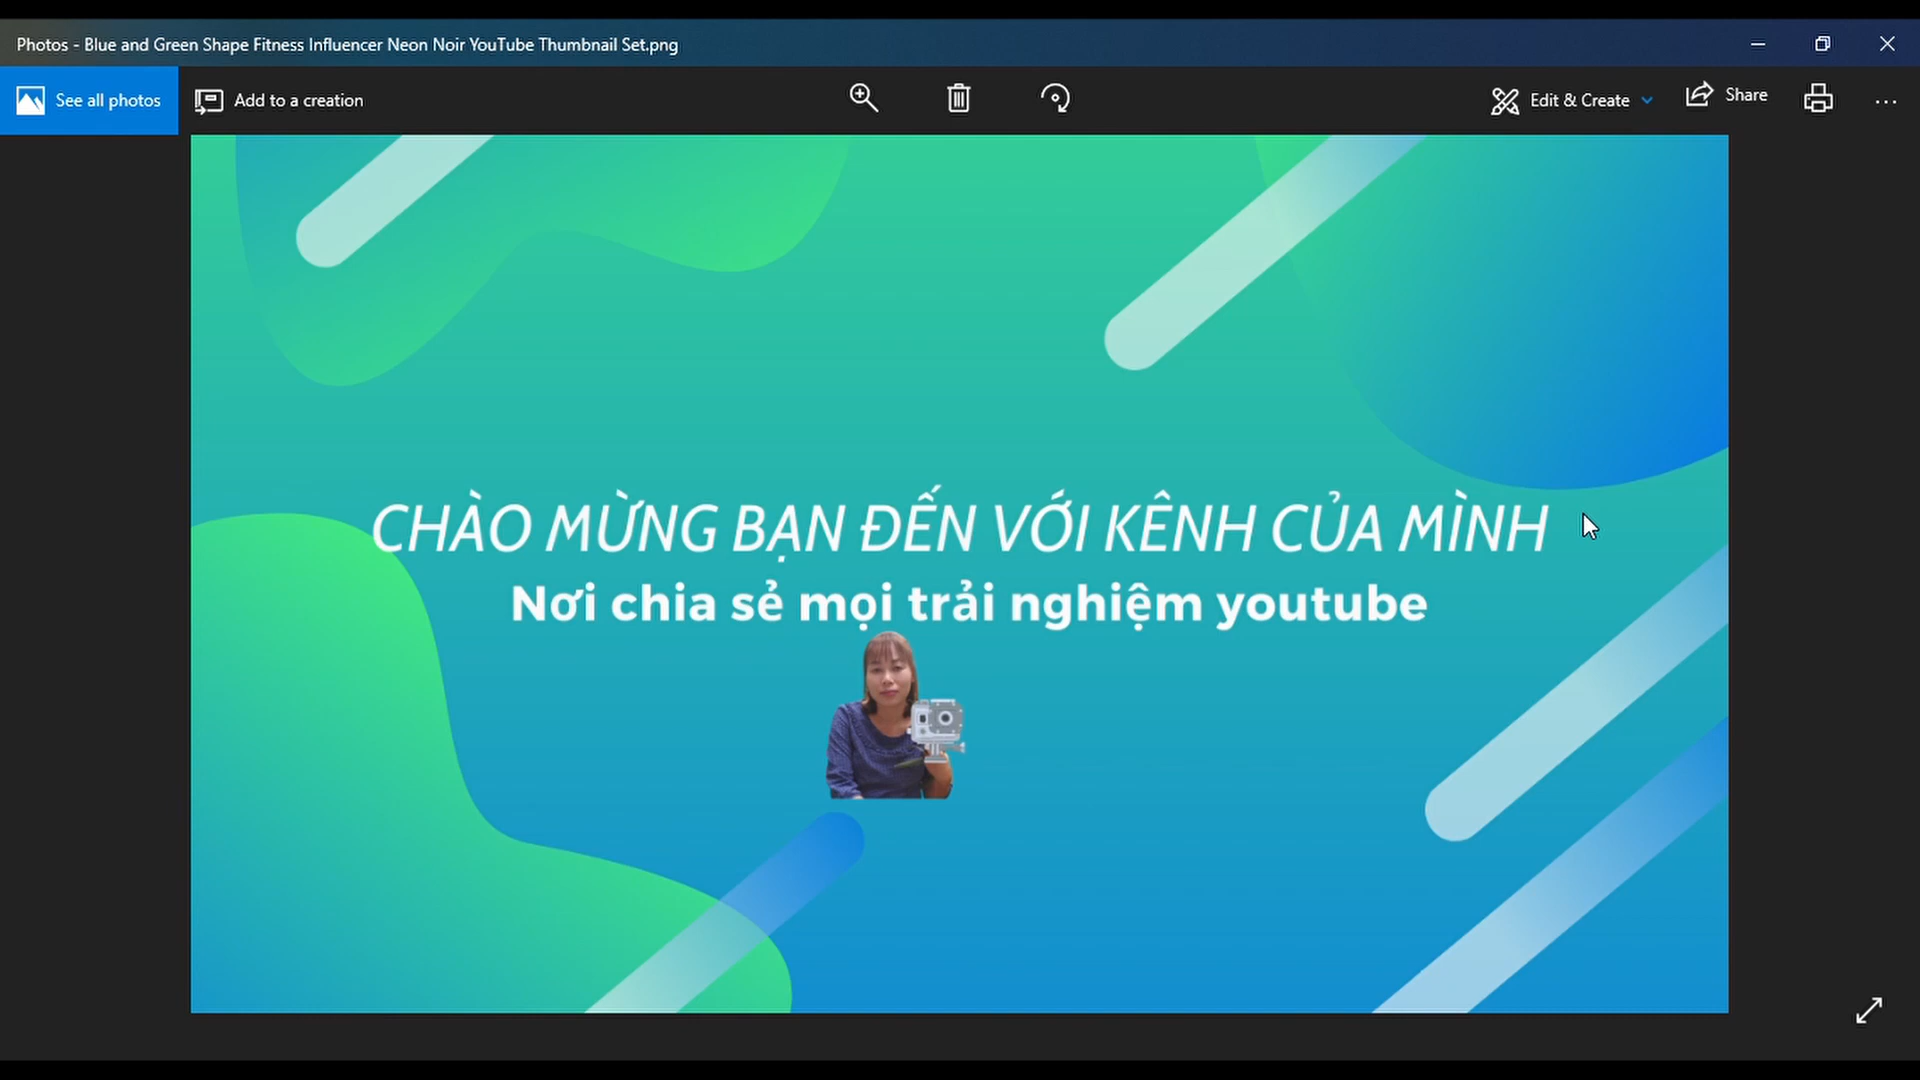 Photos - Blue and Green Shape Fitness Influencer Neon Noir YouTube Thumbnail Set.png
See all photos
Add to a creation
Edit & Create
Share
CHÀO MỪNG BẠN ĐẾN VỚI KÊNH CỦA MÌNH
Nơi chia sẻ mọi trải nghiệm youtube